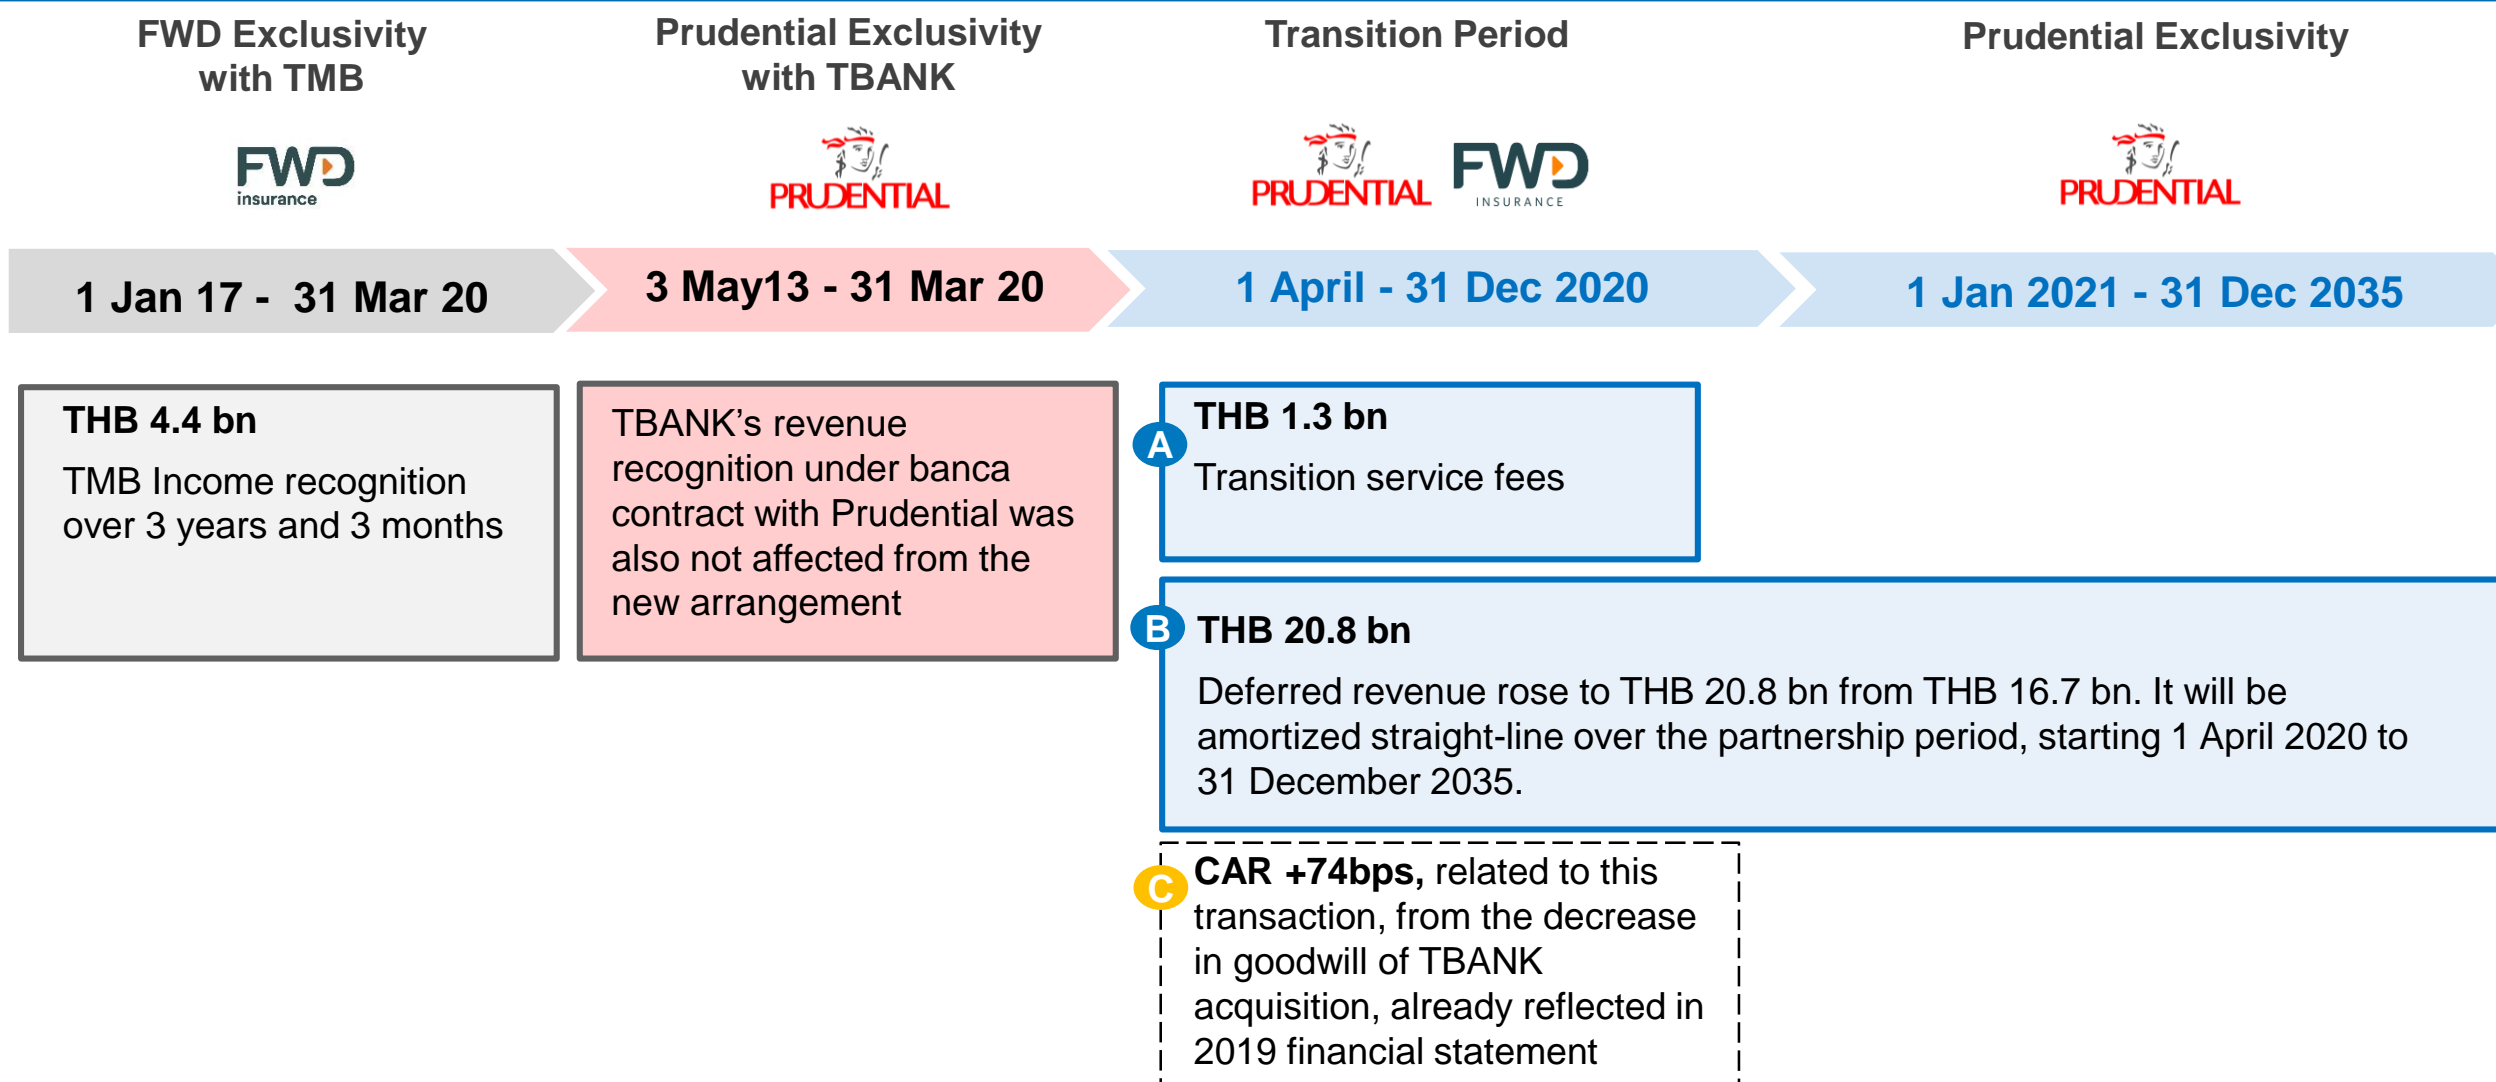 FWD Exclusivity
with TMB
Prudential Exclusivity
with TBANK
Transition Period
Prudential Exclusivity
FWD
insurance
PRUDENTIAL
PRUDENTIAL
FWD
INSURANCE
PRUDENTIAL
1 Jan 17 - 31 Mar 20
3 May13 - 31 Mar 20
1 April - 31 Dec 2020
1 Jan 2021 - 31 Dec 2035
THB 4.4 bn
TMB Income recognition
over 3 years and 3 months
TBANK’s revenue
recognition under banca
contract with Prudential was
also not affected from the
new arrangement
A
THB 1.3 bn
Transition service fees
B
THB 20.8 bn
Deferred revenue rose to THB 20.8 bn from THB 16.7 bn. It will be
amortized straight-line over the partnership period, starting 1 April 2020 to
31 December 2035.
C
CAR +74bps, related to this
transaction, from the decrease
in goodwill of TBANK
acquisition, already reflected in
2019 financial statement